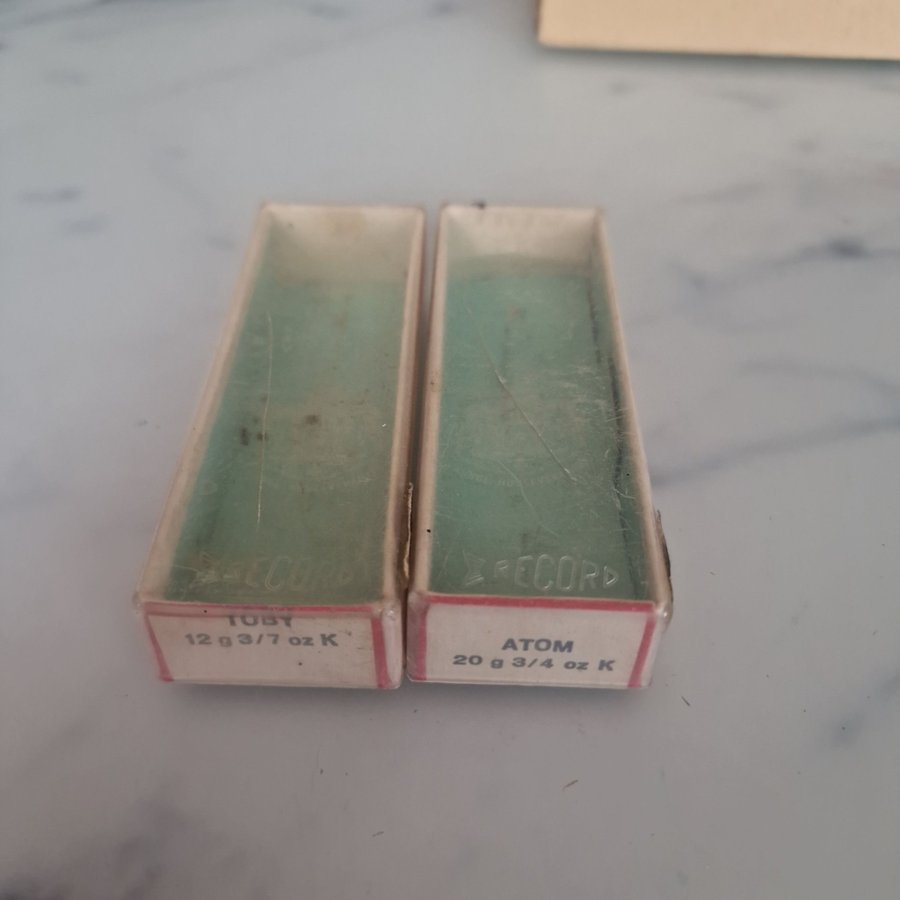 RECORD
TOBY
12 g 3/7 oz K
RECORD
ATOM
20 g 3/4 oz K